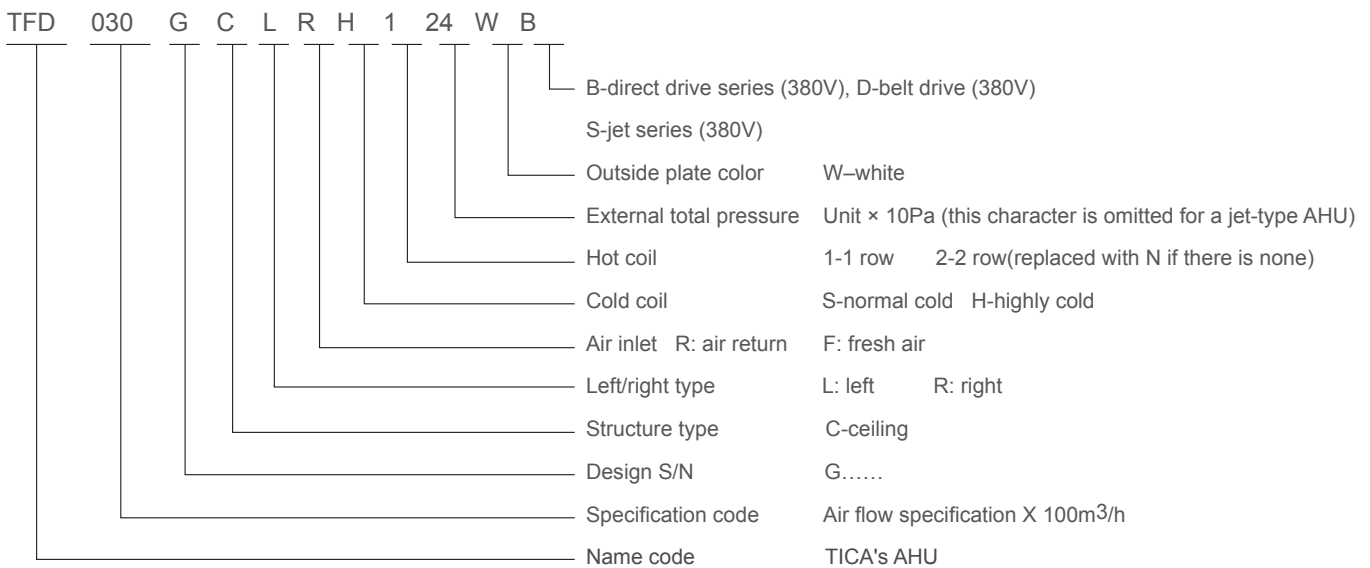 TFD 030 G C L R H 1 24 W B
B-direct drive series (380V), D-belt drive (380V)
S-jet series (380V)
Outside plate color W–white
External total pressure Unit × 10Pa (this character is omitted for a jet-type AHU)
Hot coil 1-1 row 2-2 row(replaced with N if there is none)
Cold coil S-normal cold H-highly cold
Air inlet R: air return F: fresh air
Left/right type L: left R: right
Structure type C-ceiling
Design S/N G……
Specification code Air flow specification X 100m3/h
Name code TICA's AHU